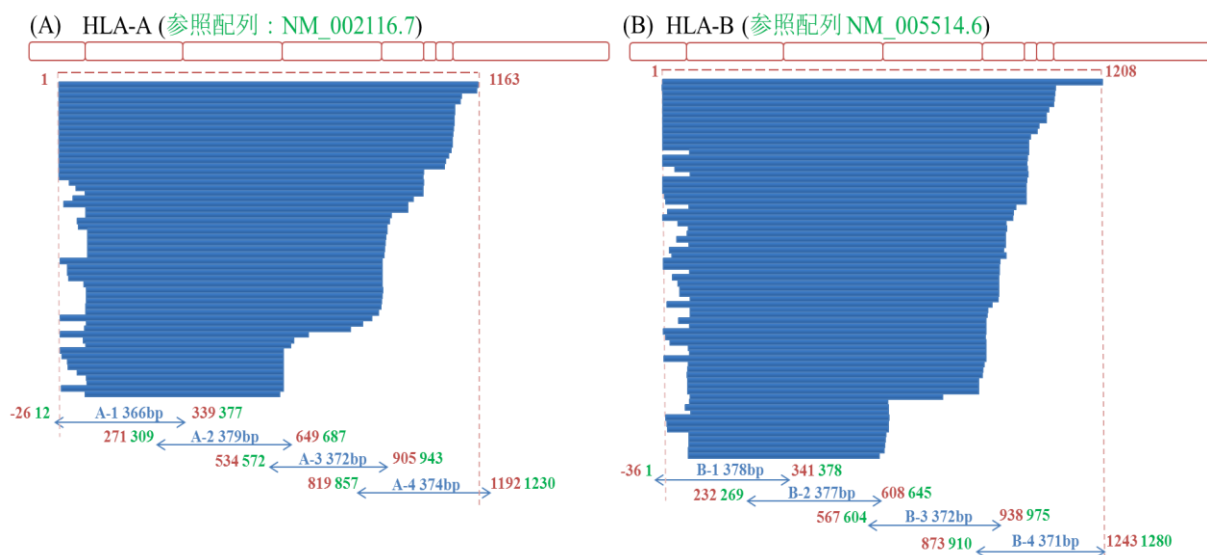 (A) HLA-A (参照配列：NM_002116.7)
1 1163
-26 12 A-1 366bp 339 377
271 309 A-2 379bp 649 687
534 572 A-3 372bp 905 943
819 857 A-4 374bp 1192 1230
(B) HLA-B (参照配列 NM_005514.6)
1 1208
-36 1 B-1 378bp 341 378
232 269 B-2 377bp 608 645
567 604 B-3 372bp 938 975
873 910 B-4 371bp 1243 1280